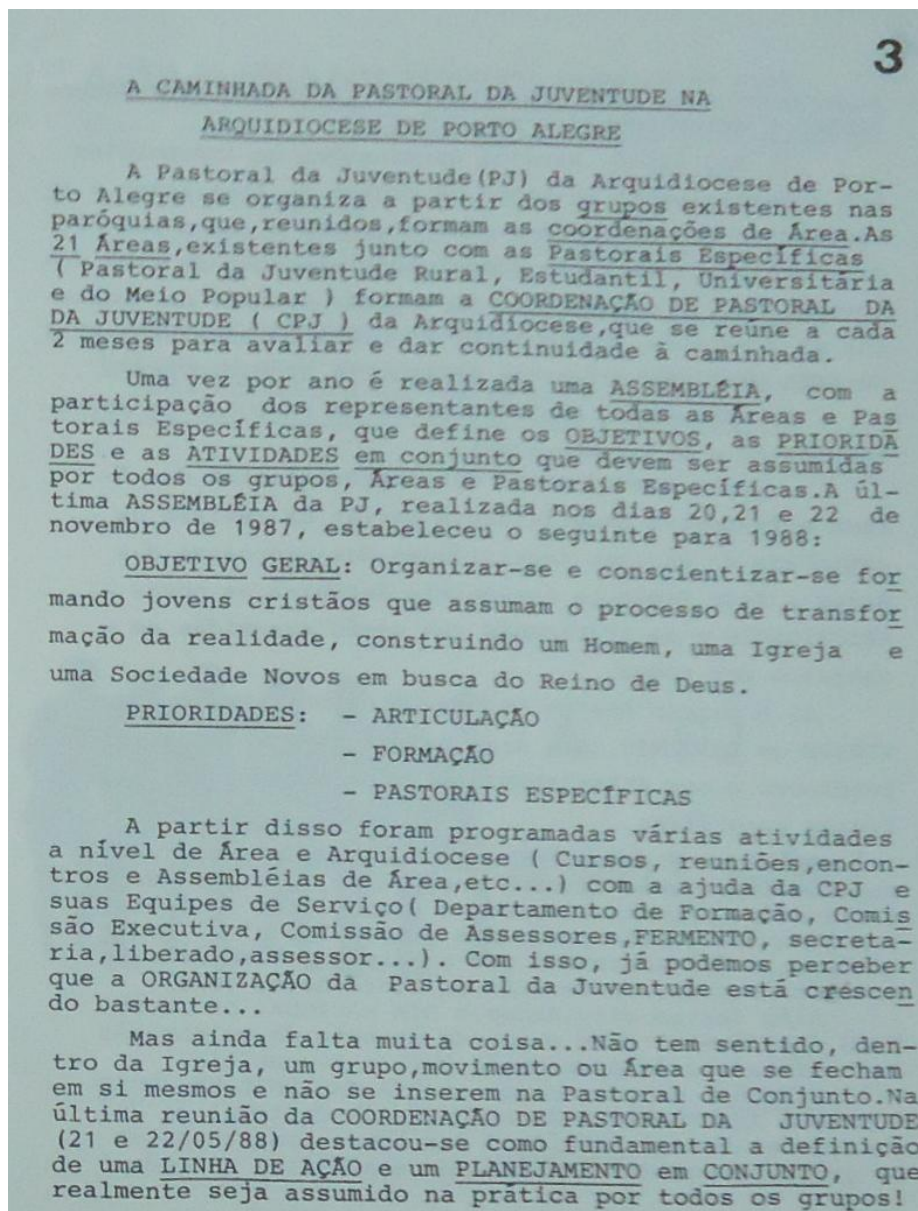 3
A CAMINHADA DA PASTORAL DA JUVENTUDE NA
ARQUIDIOCESE DE PORTO ALEGRE
A Pastoral da Juventude(PJ) da Arquidiocese de Por-
to Alegre se organiza a partir dos grupos existentes nas
paróquias,que,reunidos,formam as coordenações de Área.As
21 Áreas,existentes junto com as Pastorais Específicas
( Pastoral da Juventude Rural, Estudantil, Universitária
e do Meio Popular ) formam a COORDENAÇÃO DE PASTORAL DA
DA JUVENTUDE ( CPJ ) da Arquidiocese,que se reúne a cada
2 meses para avaliar e dar continuidade à caminhada.
Uma vez por ano é realizada uma ASSEMBLÉIA, com a
participação dos representantes de todas as Áreas e Pas
torais Específicas, que define os OBJETIVOS, as PRIORIDA
DES e as ATIVIDADES em conjunto que devem ser assumidas
por todos os grupos, Áreas e Pastorais Específicas.A úl-
tima ASSEMBLÉIA da PJ, realizada nos dias 20,21 e 22 de
novembro de 1987, estabeleceu o seguinte para 1988:
OBJETIVO GERAL: Organizar-se e conscientizar-se for
mando jovens cristãos que assumam o processo de transfor
mação da realidade, construindo um Homem, uma Igreja e
uma Sociedade Novos em busca do Reino de Deus.
PRIORIDADES: - ARTICULAÇÃO
- FORMAÇÃO
- PASTORAIS ESPECÍFICAS
A partir disso foram programadas várias atividades
a nível de Área e Arquidiocese ( Cursos, reuniões,encon-
tros e Assembléias de Área,etc...) com a ajuda da CPJ e
suas Equipes de Serviço( Departamento de Formação, Comis
são Executiva, Comissão de Assessores,FERMENTO, secreta-
ria,liberado,assessor...). Com isso, já podemos perceber
que a ORGANIZAÇÃO da Pastoral da Juventude está crescen
do bastante...
Mas ainda falta muita coisa...Não tem sentido, den-
tro da Igreja, um grupo,movimento ou Área que se fecham
em si mesmos e não se inserem na Pastoral de Conjunto.Na
última reunião da COORDENAÇÃO DE PASTORAL DA JUVENTUDE
(21 e 22/05/88) destacou-se como fundamental a definição
de uma LINHA DE AÇÃO e um PLANEJAMENTO em CONJUNTO, que
realmente seja assumido na prática por todos os grupos!